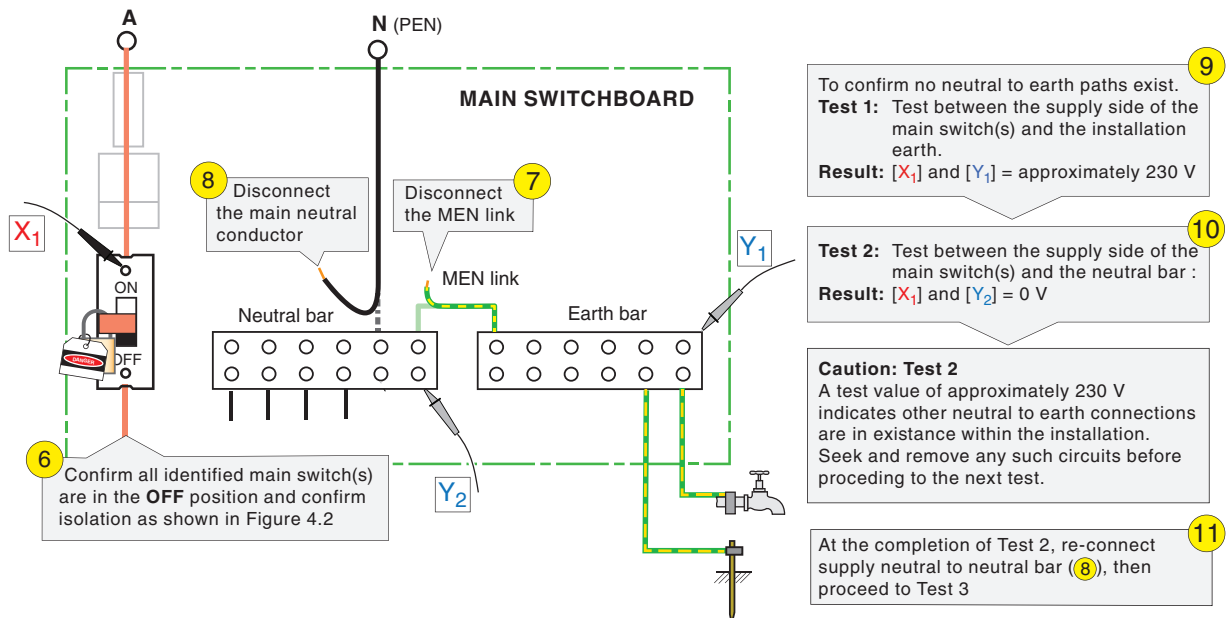 A
N (PEN)
MAIN SWITCHBOARD
X1
ON
OFF
DANGER
8
Disconnect
the main neutral
conductor
7
Disconnect
the MEN link
MEN link
Y1
Neutral bar
Earth bar
Y2
6
Confirm all identified main switch(s)
are in the OFF position and confirm
isolation as shown in Figure 4.2
9
To confirm no neutral to earth paths exist.
Test 1: Test between the supply side of the
main switch(s) and the installation
earth.
Result: [X1] and [Y1] = approximately 230 V
10
Test 2: Test between the supply side of the
main switch(s) and the neutral bar :
Result: [X1] and [Y2] = 0 V
Caution: Test 2
A test value of approximately 230 V
indicates other neutral to earth connections
are in existance within the installation.
Seek and remove any such circuits before
proceding to the next test.
11
At the completion of Test 2, re-connect
supply neutral to neutral bar (8), then
proceed to Test 3